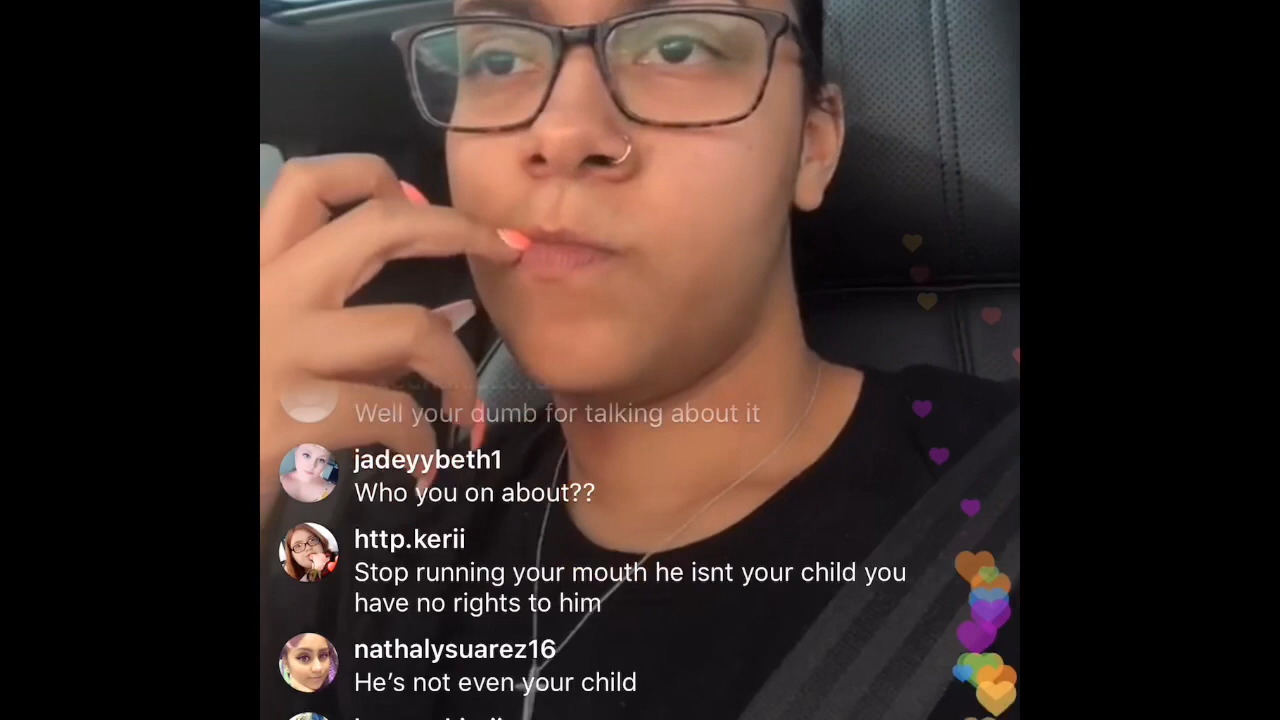 Well your dumb for talking about it
jadeyybeth1
Who you on about??
http.kerii
Stop running your mouth he isnt your child you
have no rights to him
nathalysuarez16
He’s not even your child